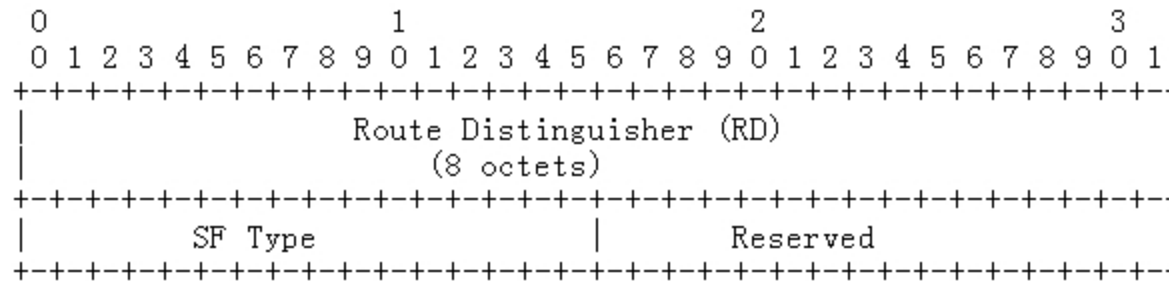 0                   1                   2                   3
0 1 2 3 4 5 6 7 8 9 0 1 2 3 4 5 6 7 8 9 0 1 2 3 4 5 6 7 8 9 0 1
+-+-+-+-+-+-+-+-+-+-+-+-+-+-+-+-+-+-+-+-+-+-+-+-+-+-+-+-+-+-+-+-
|                  Route Distinguisher (RD)
|                      (8 octets)
+-+-+-+-+-+-+-+-+-+-+-+-+-+-+-+-+-+-+-+-+-+-+-+-+-+-+-+-+-+-+-+-
|         SF Type               |       Reserved
+-+-+-+-+-+-+-+-+-+-+-+-+-+-+-+-+-+-+-+-+-+-+-+-+-+-+-+-+-+-+-+-